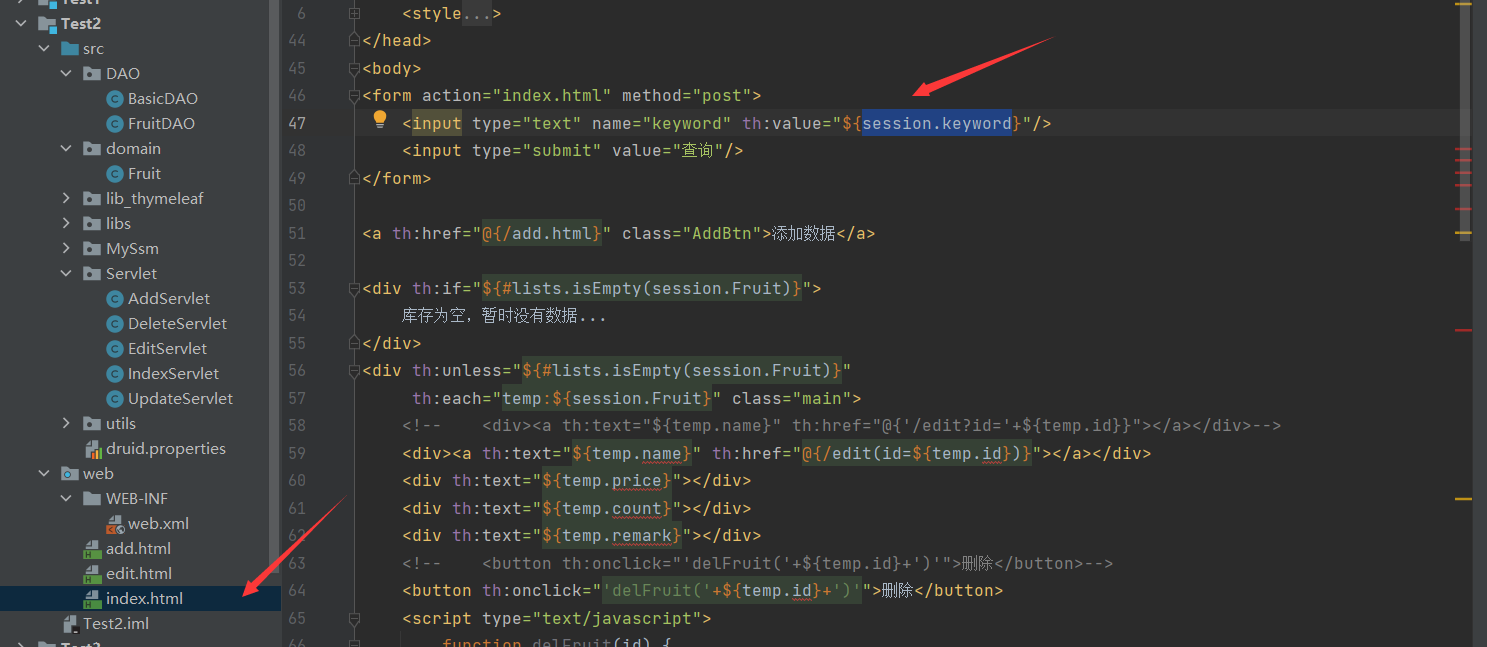 Test1
Test2
src
DAO
BasicDAO
FruitDAO
domain
Fruit
lib_thymeleaf
libs
MySsm
Servlet
AddServlet
DeleteServlet
EditServlet
IndexServlet
UpdateServlet
utils
druid.properties
web
WEB-INF
web.xml
add.html
edit.html
index.html
Test2.iml
Test3
6 <style...>
44 </head>
45 <body>
46 <form action="index.html" method="post">
47 <input type="text" name="keyword" th:value="${session.keyword}"/>
48 <input type="submit" value="查询"/>
49 </form>
50
51 <a th:href="@{/add.html}" class="AddBtn">添加数据</a>
52
53 <div th:if="${#lists.isEmpty(session.Fruit)}">
54 库存为空，暂时没有数据...
55 </div>
56 <div th:unless="${#lists.isEmpty(session.Fruit)}"
57 th:each="temp:${session.Fruit}" class="main">
58 <!--    <div><a th:text="${temp.name}" th:href="@{'/edit?id='+${temp.id}}"></a></div>-->
59 <div><a th:text="${temp.name}" th:href="@{/edit(id=${temp.id})}"></a></div>
60 <div th:text="${temp.price}"></div>
61 <div th:text="${temp.count}"></div>
62 <div th:text="${temp.remark}"></div>
63 <!--    <button th:onclick="'delFruit('+${temp.id}+')'">删除</button>-->
64 <button th:onclick="'delFruit('+${temp.id}+')'">删除</button>
65 <script type="text/javascript">
66 function delFruit(id) {